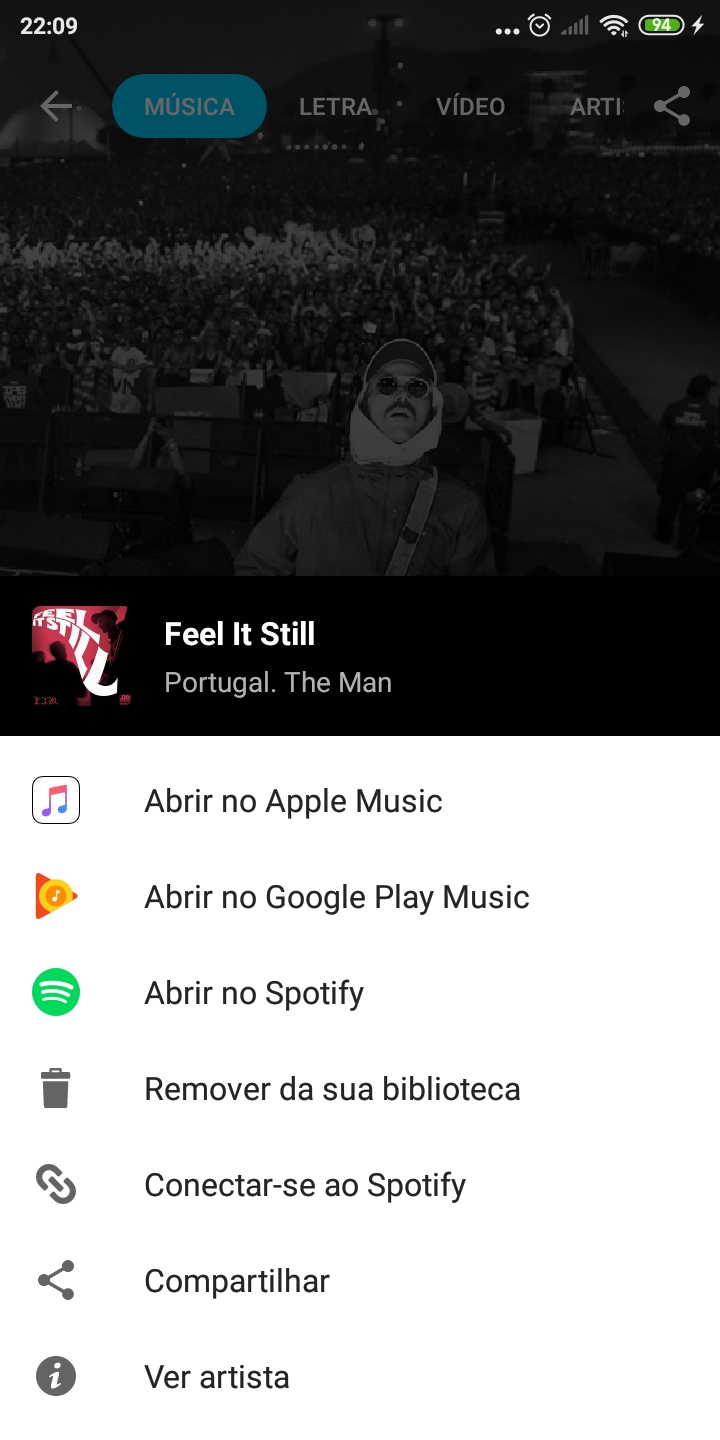 22:09
94
MÚSICA
LETRA
VÍDEO
ARTI
FEEL
IT STILL
Feel It Still
P.TM
Portugal. The Man
Abrir no Apple Music
Abrir no Google Play Music
Abrir no Spotify
Remover da sua biblioteca
Conectar-se ao Spotify
Compartilhar
Ver artista